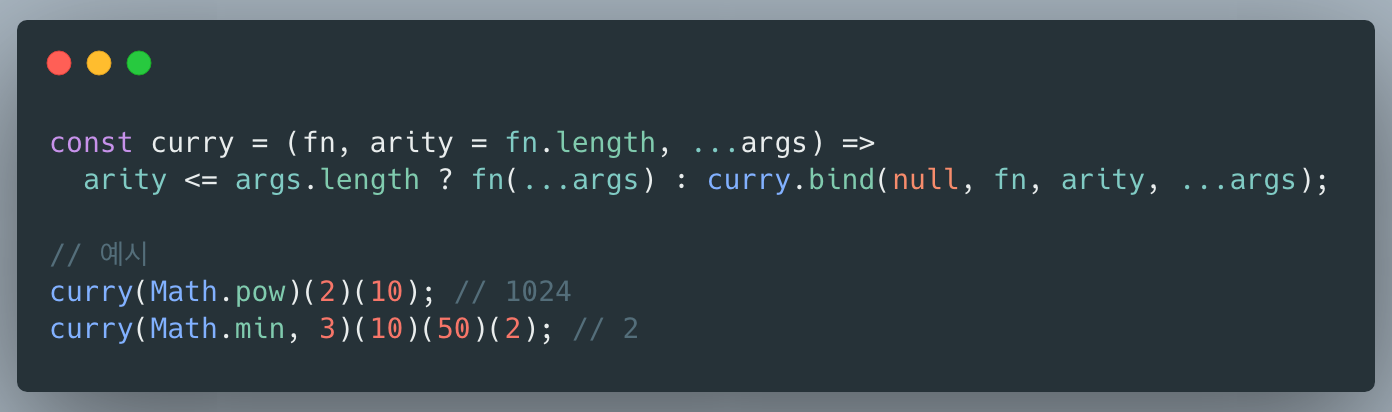 const curry = (fn, arity = fn.length, ...args) =>
  arity <= args.length ? fn(...args) : curry.bind(null, fn, arity, ...args);

// 예시
curry(Math.pow)(2)(10); // 1024
curry(Math.min, 3)(10)(50)(2); // 2